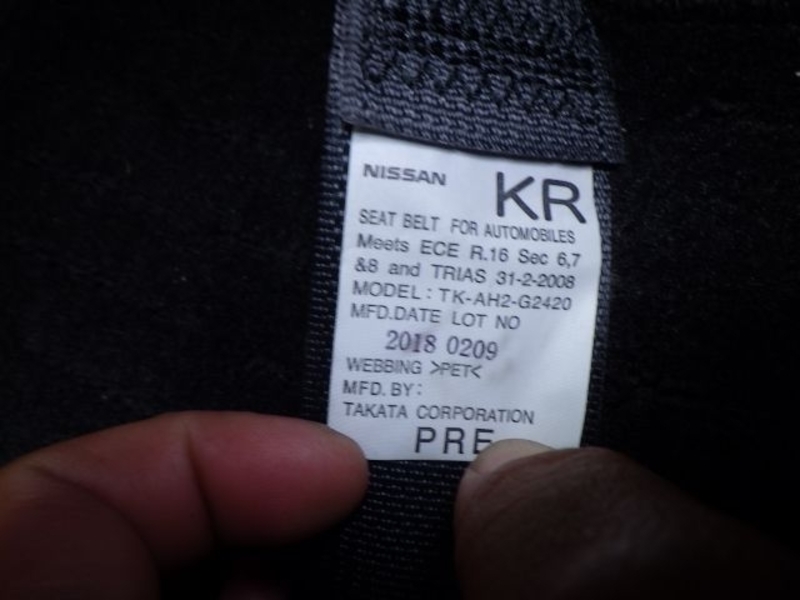 NISSAN KR
SEAT BELT FOR AUTOMOBILES
Meets ECE R.16 Sec 6,7
&8 and TRIAS 31-2-2008
MODEL : TK-AH2-G2420
MFD.DATE LOT NO
2018 0209
WEBBING >PET<
MFD. BY :
TAKATA CORPORATION
PRE